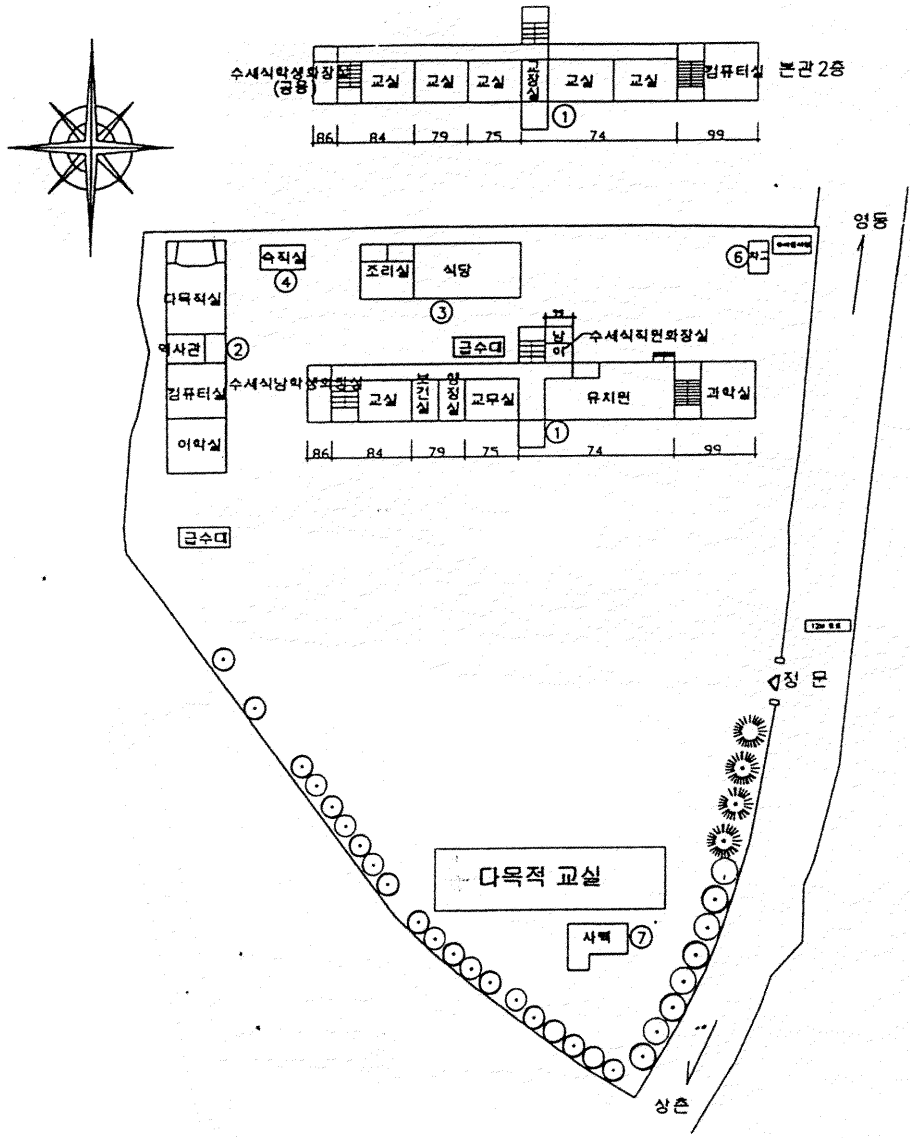 수세식학생화장실
(공용)
교실
교실
교실
교장실
교실
교실
컴퓨터실
본관 2층
①
86 84 79 75 74 99
영동
다목적실
숙직실
④
조리실
식당
③
⑥
차고
역사관
②
급수대
남
여
수세식직원화장실
컴퓨터실
수세식남학생화장실
교실
보건실
행정실
교무실
유치원
과학실
어학실
①
86 84 79 75 74 99
급수대
정문
다목적 교실
사택
⑦
상촌